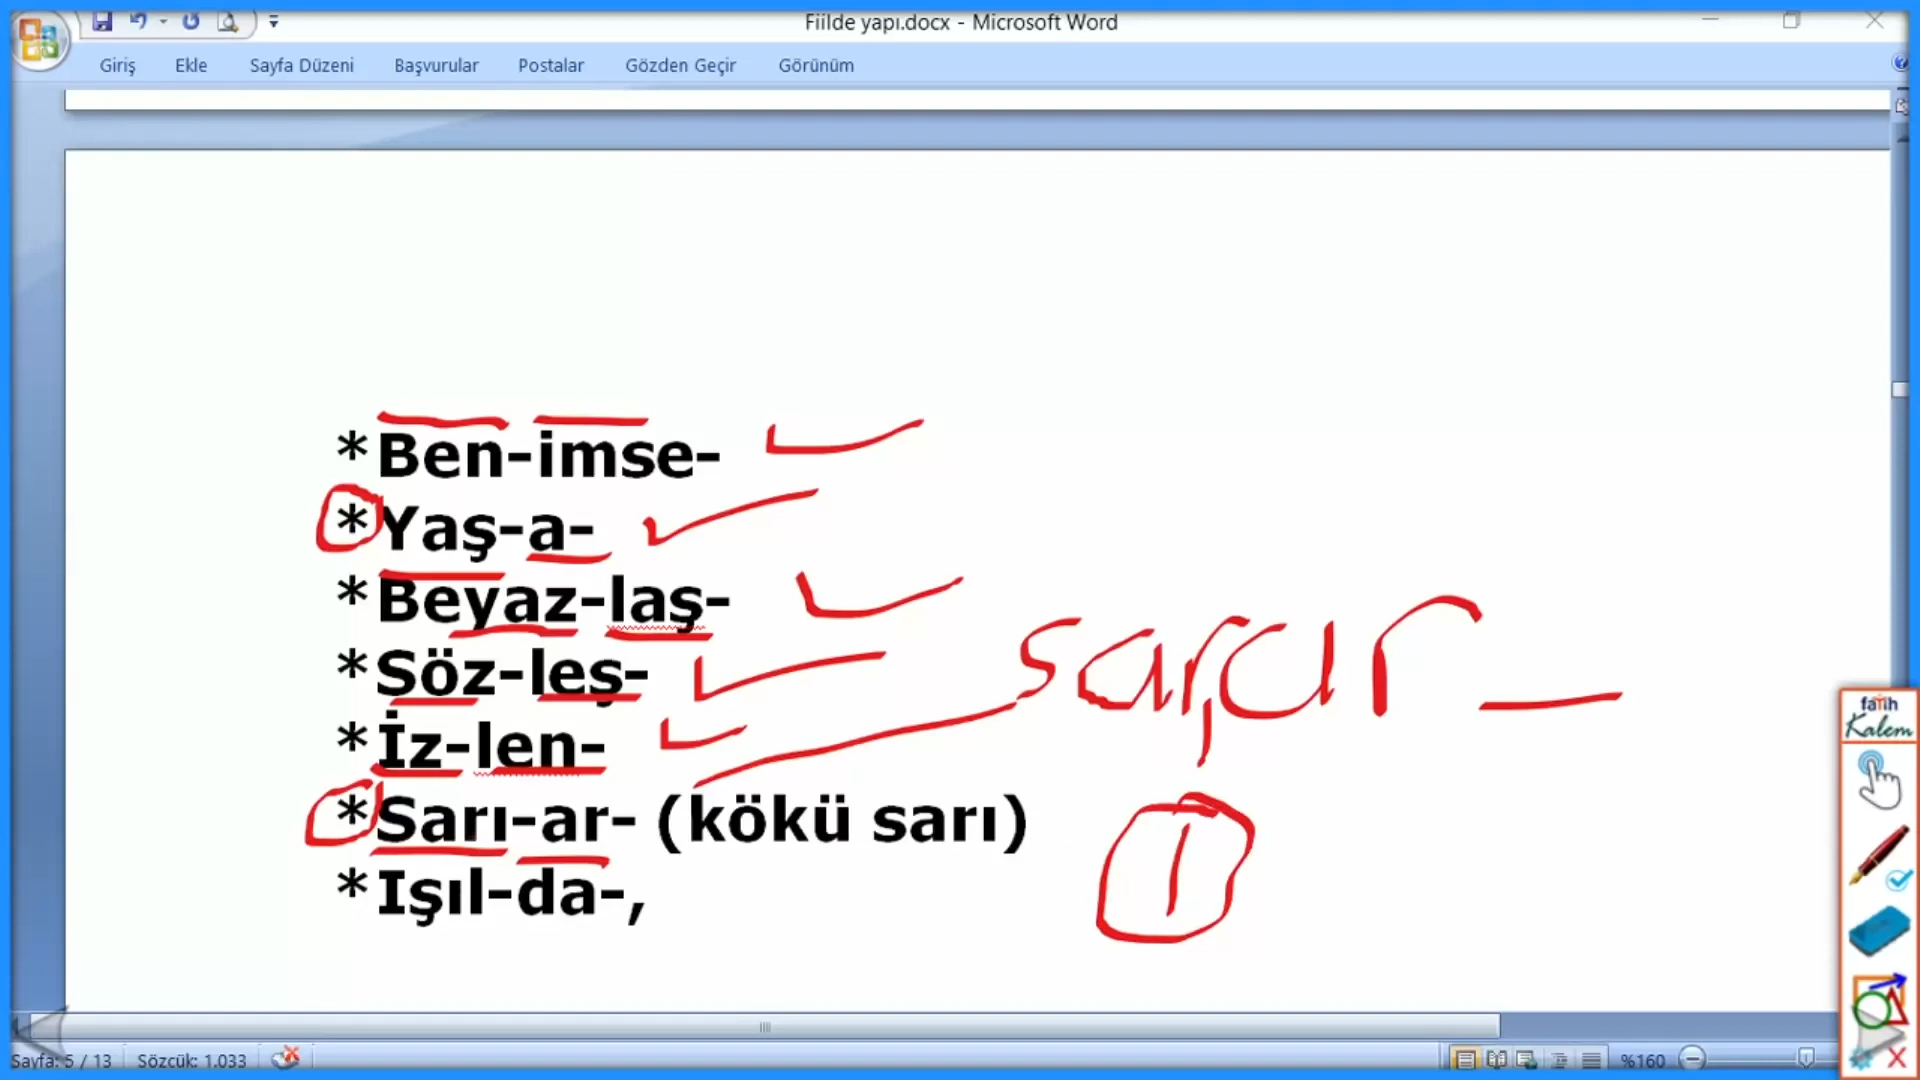 Fiilde yapı.docx - Microsoft Word
Giriş Ekle Sayfa Düzeni Başvurular Postalar Gözden Geçir Görünüm
*Ben-imse-
*Yaş-a-
*Beyaz-laş-
*Söz-leş-
*İz-len-
*Sarı-ar- (kökü sarı)
*Işıl-da-,
fatih
Kalem
Sayfa: 5 / 13 Sözcük: 1.033 %160